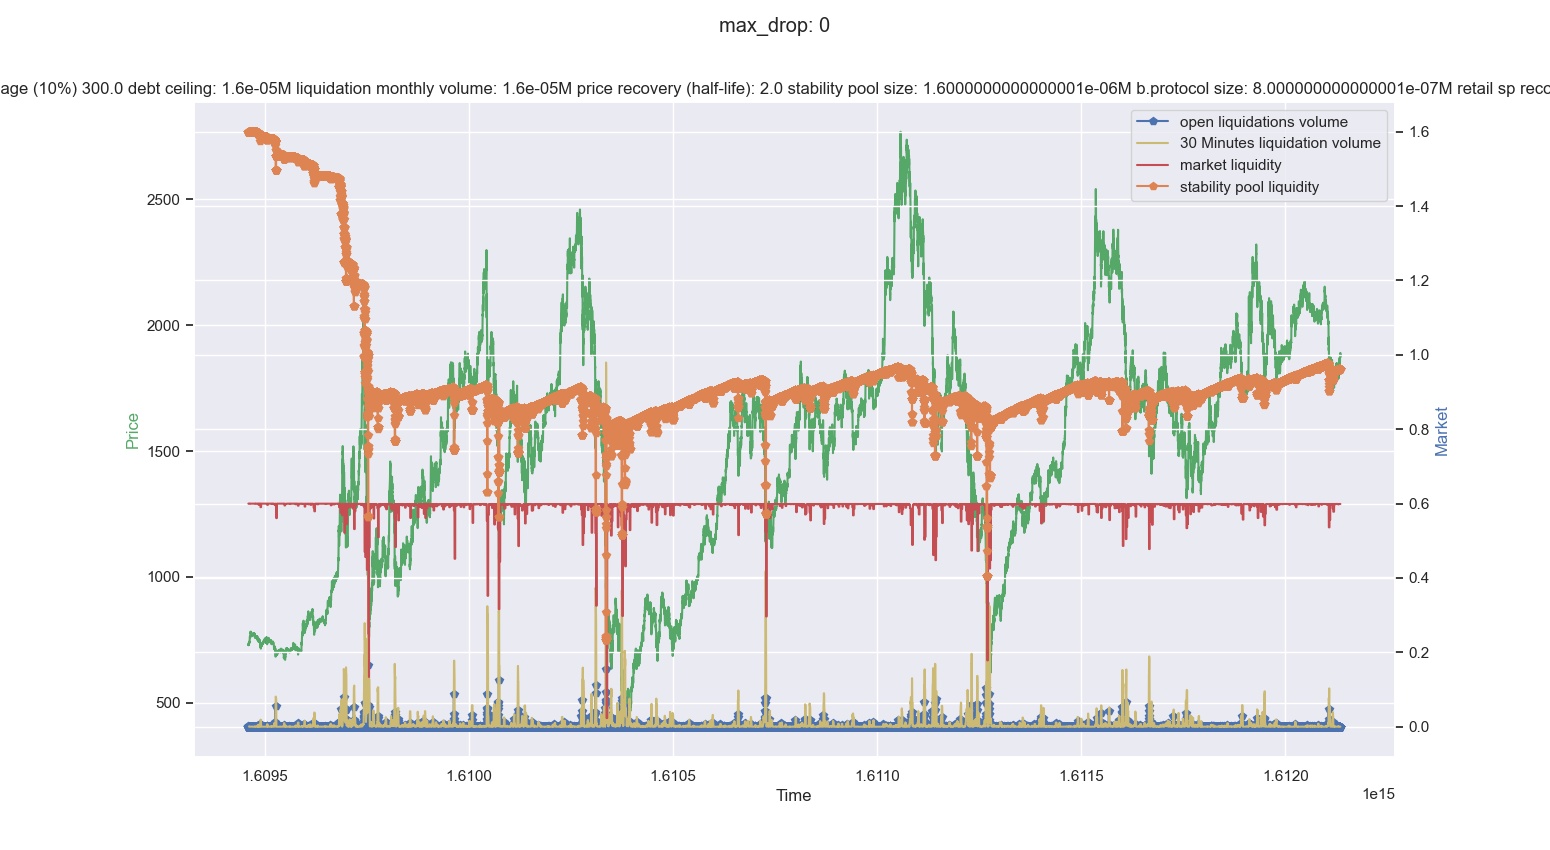 max_drop: 0
age (10%) 300.0 debt ceiling: 1.6e-05M liquidation monthly volume: 1.6e-05M price recovery (half-life): 2.0 stability pool size: 1.6000000000000001e-06M b.protocol size: 8.000000000000001e-07M retail sp reco
open liquidations volume
30 Minutes liquidation volume
market liquidity
stability pool liquidity
2500
2000
1500
1000
500
Price
1.6
1.4
1.2
1.0
0.8
0.6
0.4
0.2
0.0
Market
1.6095
1.6100
1.6105
1.6110
1.6115
1.6120
Time
1e15